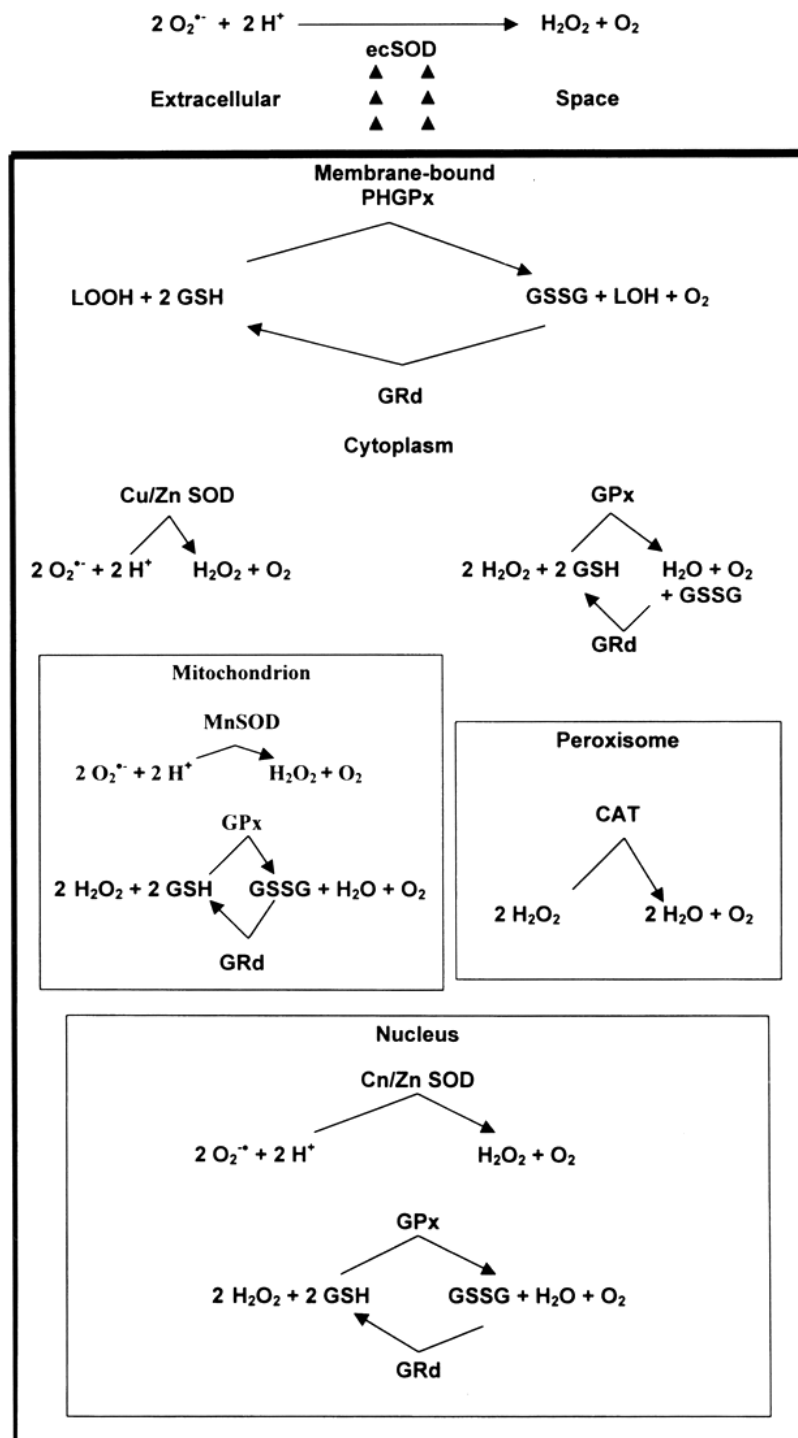 2 O₂•⁻ + 2 H⁺ H₂O₂ + O₂
ecSOD
Extracellular Space
Membrane-bound
PHGPx
LOOH + 2 GSH GSSG + LOH + O₂
GRd
Cytoplasm
Cu/Zn SOD
2 O₂•⁻ + 2 H⁺ H₂O₂ + O₂
GPx
2 H₂O₂ + 2 GSH H₂O + O₂
+ GSSG
GRd
Mitochondrion
MnSOD
2 O₂•⁻ + 2 H⁺ H₂O₂ + O₂
GPx
2 H₂O₂ + 2 GSH GSSG + H₂O + O₂
GRd
Peroxisome
CAT
2 H₂O₂ 2 H₂O + O₂
Nucleus
Cn/Zn SOD
2 O₂⁻• + 2 H⁺ H₂O₂ + O₂
GPx
2 H₂O₂ + 2 GSH GSSG + H₂O + O₂
GRd